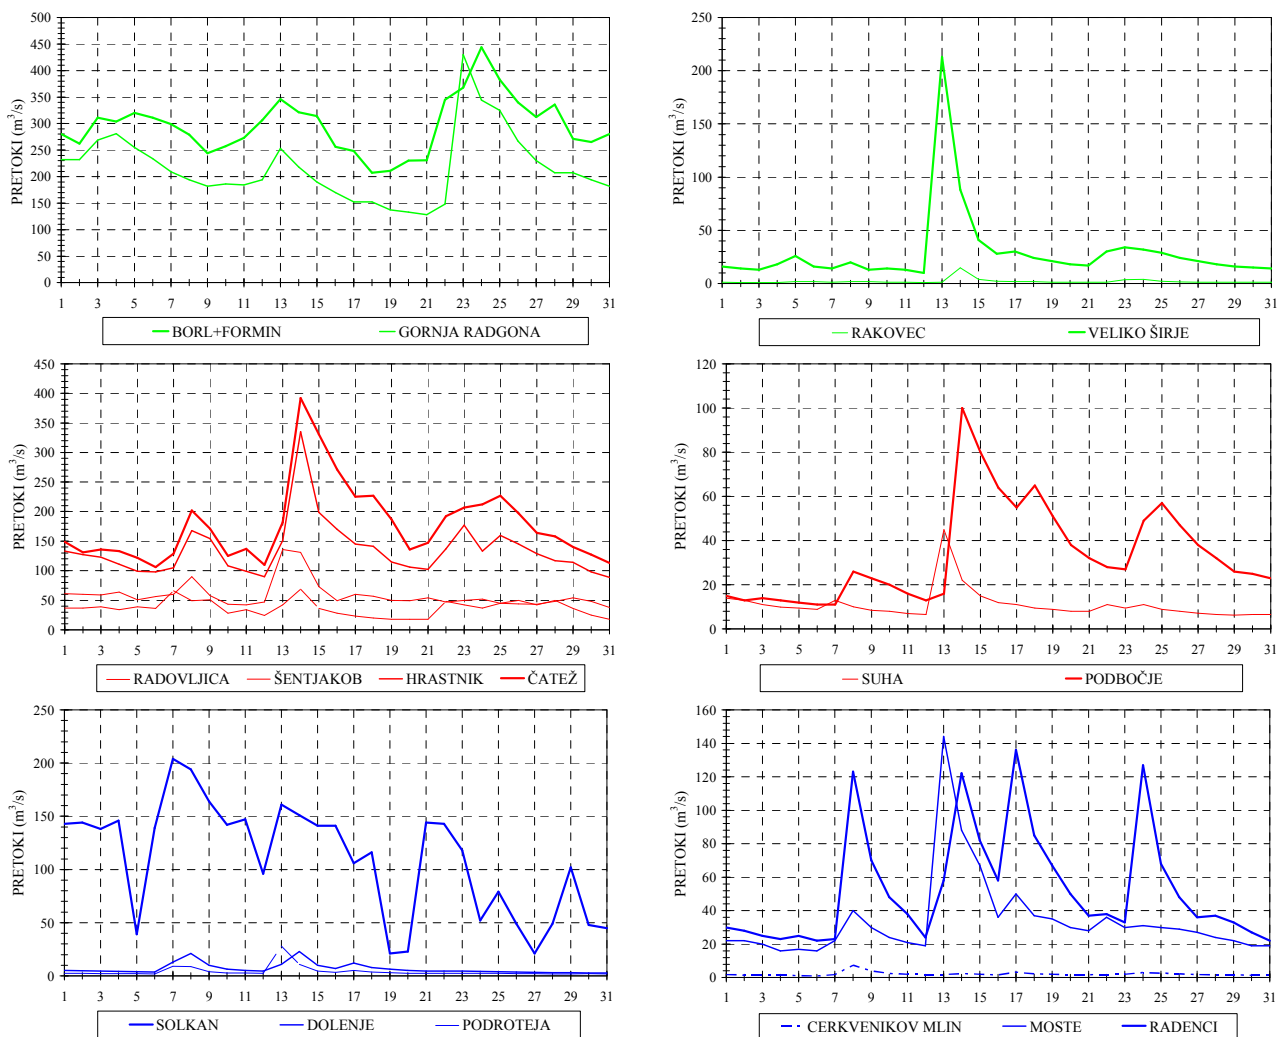 PRETOKI (m³/s)
500
450
400
350
300
250
200
150
100
50
0
1 3 5 7 9 11 13 15 17 19 21 23 25 27 29 31
BORL+FORMIN GORNJA RADGONA
PRETOKI (m³/s)
250
200
150
100
50
0
1 3 5 7 9 11 13 15 17 19 21 23 25 27 29 31
RAKOVEC VELIKO ŠIRJE
PRETOKI (m³/s)
450
400
350
300
250
200
150
100
50
0
1 3 5 7 9 11 13 15 17 19 21 23 25 27 29 31
RADOVLJICA ŠENTJAKOB HRASTNIK ČATEŽ
PRETOKI (m³/s)
120
100
80
60
40
20
0
1 3 5 7 9 11 13 15 17 19 21 23 25 27 29 31
SUHA PODBOČJE
PRETOKI (m³/s)
250
200
150
100
50
0
1 3 5 7 9 11 13 15 17 19 21 23 25 27 29 31
SOLKAN DOLENJE PODROTEJA
PRETOKI (m³/s)
160
140
120
100
80
60
40
20
0
1 3 5 7 9 11 13 15 17 19 21 23 25 27 29 31
CERKVENIKOV MLIN MOSTE RADENCI